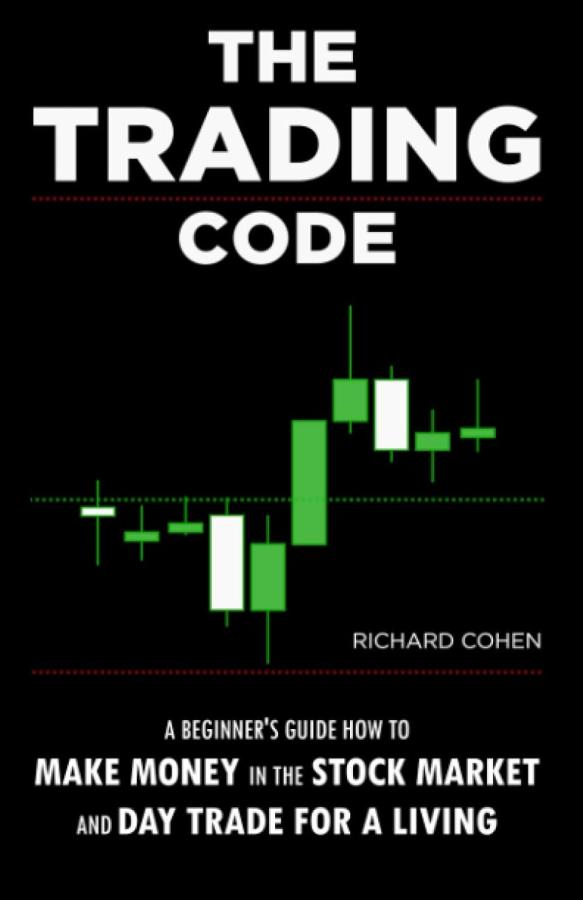 THE
TRADING
CODE
RICHARD COHEN
A BEGINNER'S GUIDE HOW TO
MAKE MONEY IN THE STOCK MARKET
AND DAY TRADE FOR A LIVING